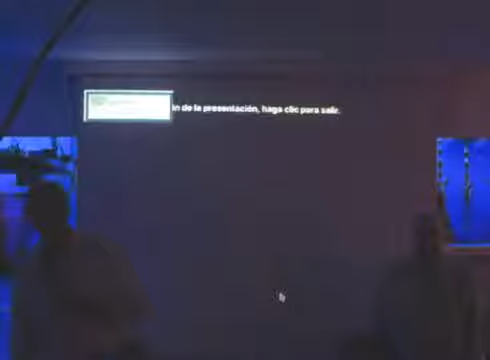 n de la presentación, haga clic para salir.